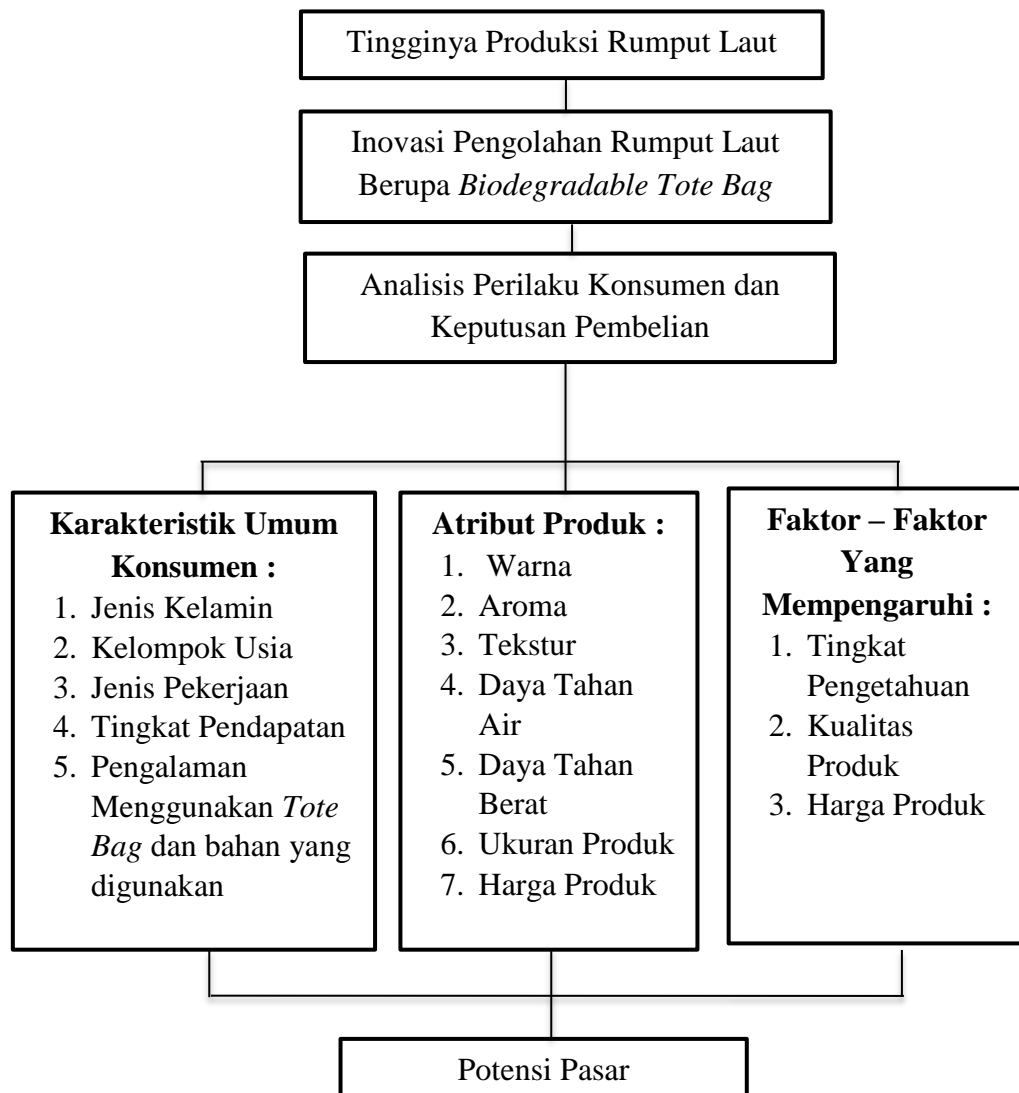 Tingginya Produksi Rumput Laut
Inovasi Pengolahan Rumput Laut
Berupa Biodegradable Tote Bag
Analisis Perilaku Konsumen dan
Keputusan Pembelian
Karakteristik Umum
Konsumen :
1. Jenis Kelamin
2. Kelompok Usia
3. Jenis Pekerjaan
4. Tingkat Pendapatan
5. Pengalaman
Menggunakan Tote
Bag dan bahan yang
digunakan
Atribut Produk :
1. Warna
2. Aroma
3. Tekstur
4. Daya Tahan
Air
5. Daya Tahan
Berat
6. Ukuran Produk
7. Harga Produk
Faktor – Faktor
Yang
Mempengaruhi :
1. Tingkat
Pengetahuan
2. Kualitas
Produk
3. Harga Produk
Potensi Pasar